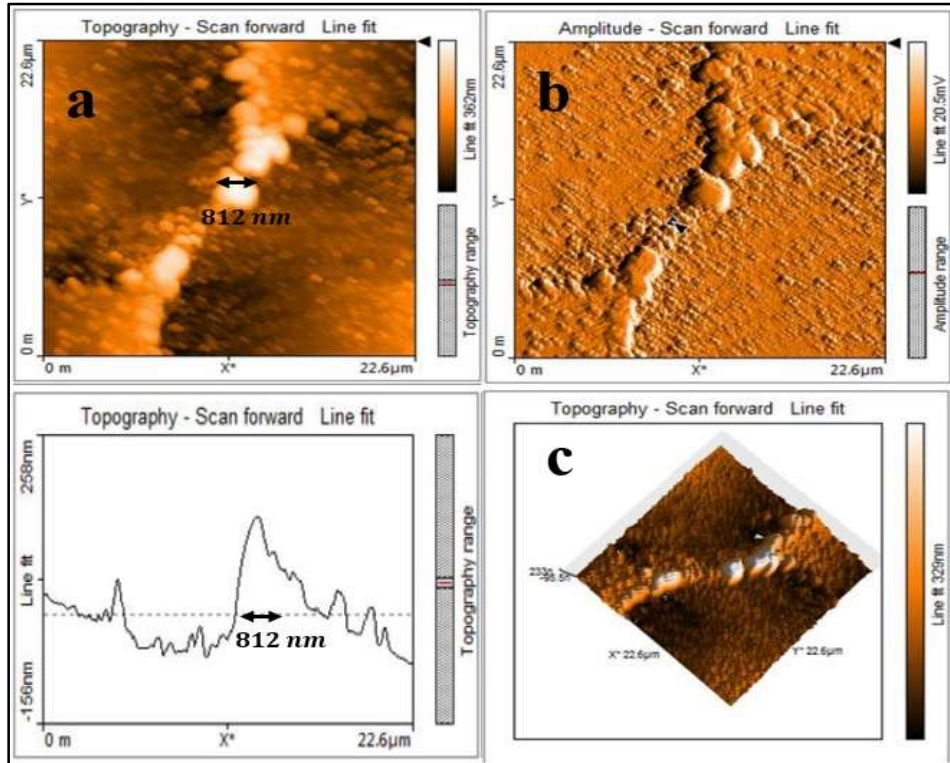 Topography - Scan forward Line fit
a
812 nm
22.6µm
Y*
0 m
0 m X* 22.6µm
Line fit 362nm
Topography range
Amplitude - Scan forward Line fit
b
22.6µm
Y*
0 m
0 m X* 22.6µm
Line fit 20.5mV
Amplitude range
Topography - Scan forward Line fit
258nm
Line fit
-156nm
812 nm
0 m X* 22.6µm
Topography range
Topography - Scan forward Line fit
c
X* 22.6µm
Y* 22.6µm
Line fit 329nm